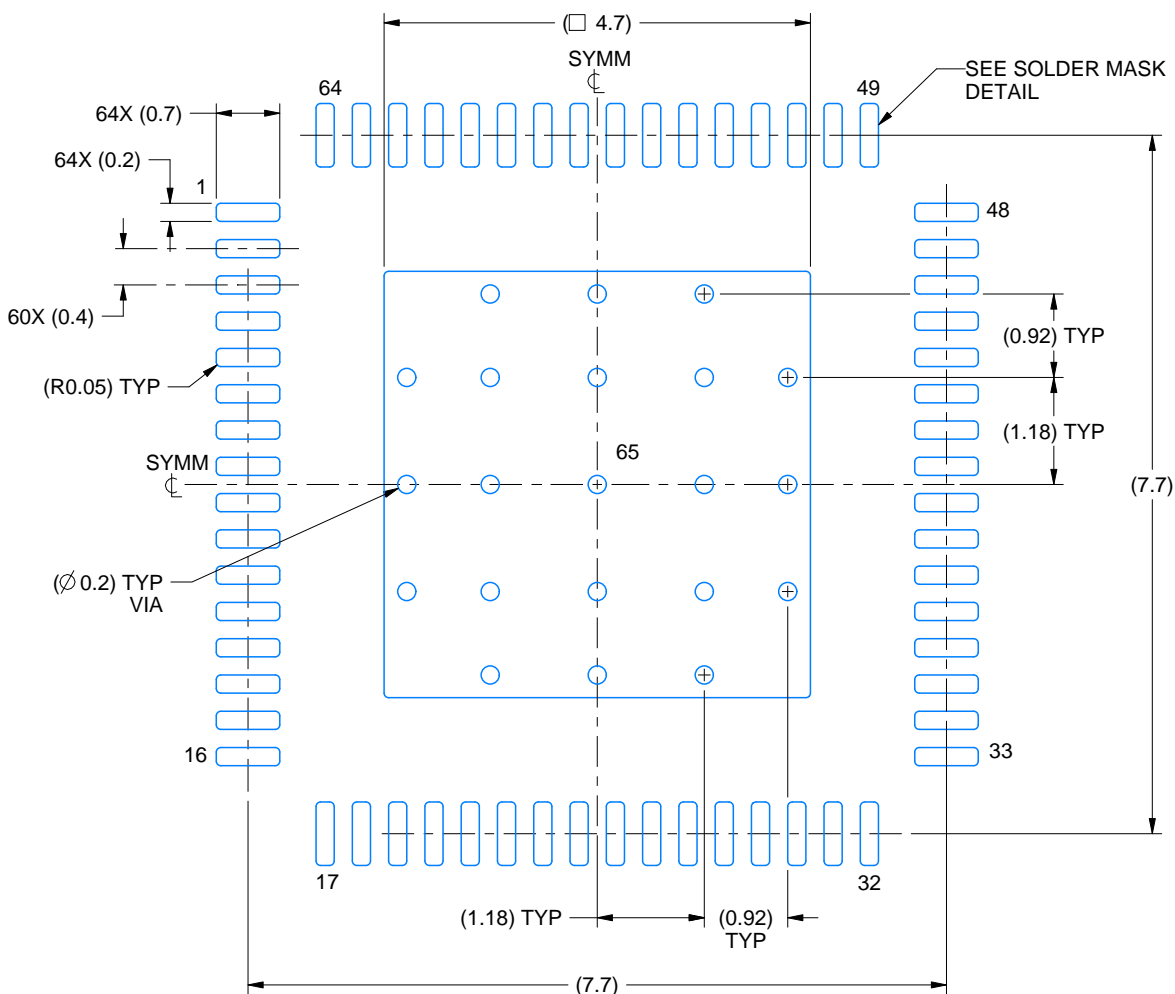 (□ 4.7)
SYMM
℄
64
49
SEE SOLDER MASK
DETAIL
64X (0.7)
64X (0.2)
1
48
60X (0.4)
(0.92) TYP
(R0.05) TYP
(1.18) TYP
65
SYMM
℄
(7.7)
(∅ 0.2) TYP
VIA
16
33
17
32
(1.18) TYP
(0.92)
TYP
(7.7)